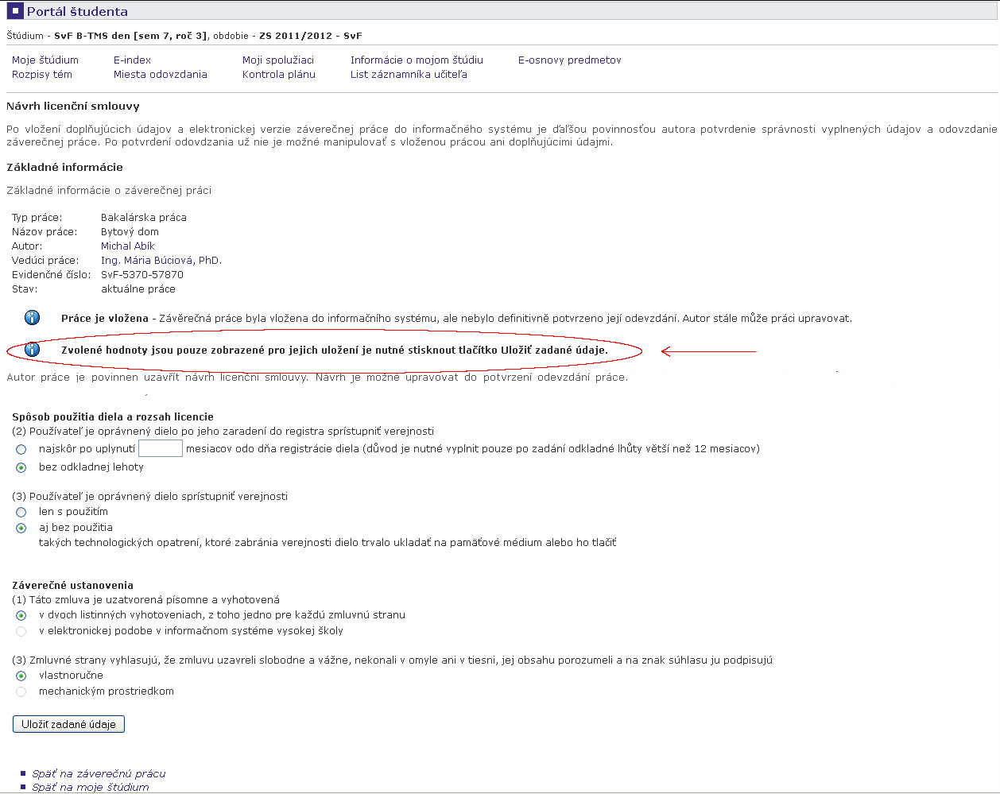 Portál študenta
Štúdium - SvF B-TMS den [sem 7, roč 3], obdobie - ZS 2011/2012 - SvF
Moje štúdium E-index Moji spolužiaci Informácie o mojom štúdiu E-osnovy predmetov
Rozpisy tém Miesta odovzdania Kontrola plánu List záznamníka učiteľa
Návrh licenční smlouvy
Po vložení doplňujúcich údajov a elektronickej verzie záverečnej práce do informačného systému je ďaľšou povinnosťou autora potvrdenie správnosti vyplnených údajov a odovzdanie
záverečnej práce. Po potvrdení odovdzania už nie je možné manipulovať s vloženou prácou ani doplňujúcimi údajmi.
Základné informácie
Základné informácie o záverečnej práci
Typ práce: Bakalárska práca
Názov práce: Bytový dom
Autor: Michal Abík
Vedúci práce: Ing. Mária Búciová, PhD.
Evidenčné číslo: SvF-5370-57870
Stav: aktuálne práce
Práce je vložena - Závěrečná práce byla vložena do informačního systému, ale nebylo definitivně potvrzeno její odevzdání. Autor stále může práci upravovat.
Zvolené hodnoty jsou pouze zobrazené pro jejich uložení je nutné stisknout tlačítko Uložiť zadané údaje.
Autor práce je povinnen uzavřít návrh licenční smlouvy. Návrh je možné upravovat do potvrzení odevzdání práce.
Spôsob použitia diela a rozsah licencie
(2) Používateľ je oprávnený dielo po jeho zaradení do registra sprístupniť verejnosti
najskôr po uplynutí mesiacov odo dňa registrácie diela (důvod je nutné vyplnit pouze po zadání odkladné lhůty větší než 12 mesiacov)
bez odkladnej lehoty
(3) Používateľ je oprávnený dielo sprístupniť verejnosti
len s použitím
aj bez použitia
takých technologických opatrení, ktoré zabránia verejnosti dielo trvalo ukladať na pamäťové médium alebo ho tlačiť
Záverečné ustanovenia
(1) Táto zmluva je uzatvorená písomne a vyhotovená
v dvoch listinných vyhotoveniach, z toho jedno pre každú zmluvnú stranu
v elektronickej podobe v informačnom systéme vysokej školy
(3) Zmluvné strany vyhlasujú, že zmluvu uzavreli slobodne a vážne, nekonali v omyle ani v tiesni, jej obsahu porozumeli a na znak súhlasu ju podpisujú
vlastnoručne
mechanickým prostriedkom
Uložiť zadané údaje
Späť na záverečnú prácu
Späť na moje štúdium